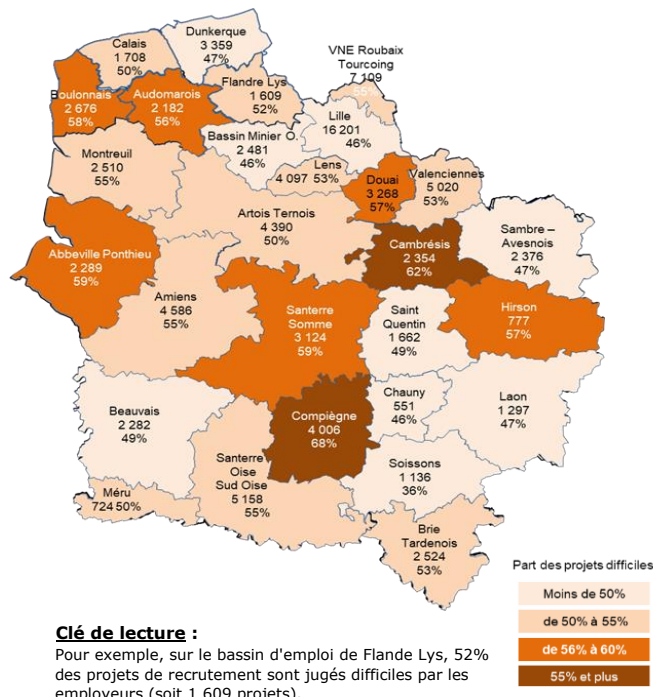 Dunkerque
3 359
47%
Calais
1 708
50%
VNE Roubaix
Tourcoing
7 109
55%
Boulonnais
2 676
58%
Audomarois
2 182
56%
Flandre Lys
1 609
52%
Lille
16 201
46%
Bassin Minier O.
2 481
46%
Montreuil
2 510
55%
Lens
4 097 53%
Douai
3 268
57%
Valenciennes
5 020
53%
Artois Ternois
4 390
50%
Cambrésis
2 354
62%
Sambre –
Avesnois
2 376
47%
Abbeville Ponthieu
2 289
59%
Amiens
4 586
55%
Santerre
Somme
3 124
59%
Saint
Quentin
1 662
49%
Hirson
777
57%
Beauvais
2 282
49%
Compiègne
4 006
68%
Chauny
551
46%
Laon
1 297
47%
Santerre
Oise
Sud Oise
5 158
55%
Soissons
1 136
36%
Méru
724 50%
Brie
Tardenois
2 524
53%
Part des projets difficiles
Moins de 50%
de 50% à 55%
de 56% à 60%
55% et plus
Clé de lecture :
Pour exemple, sur le bassin d'emploi de Flande Lys, 52%
des projets de recrutement sont jugés difficiles par les
employeurs (soit 1 609 projets).